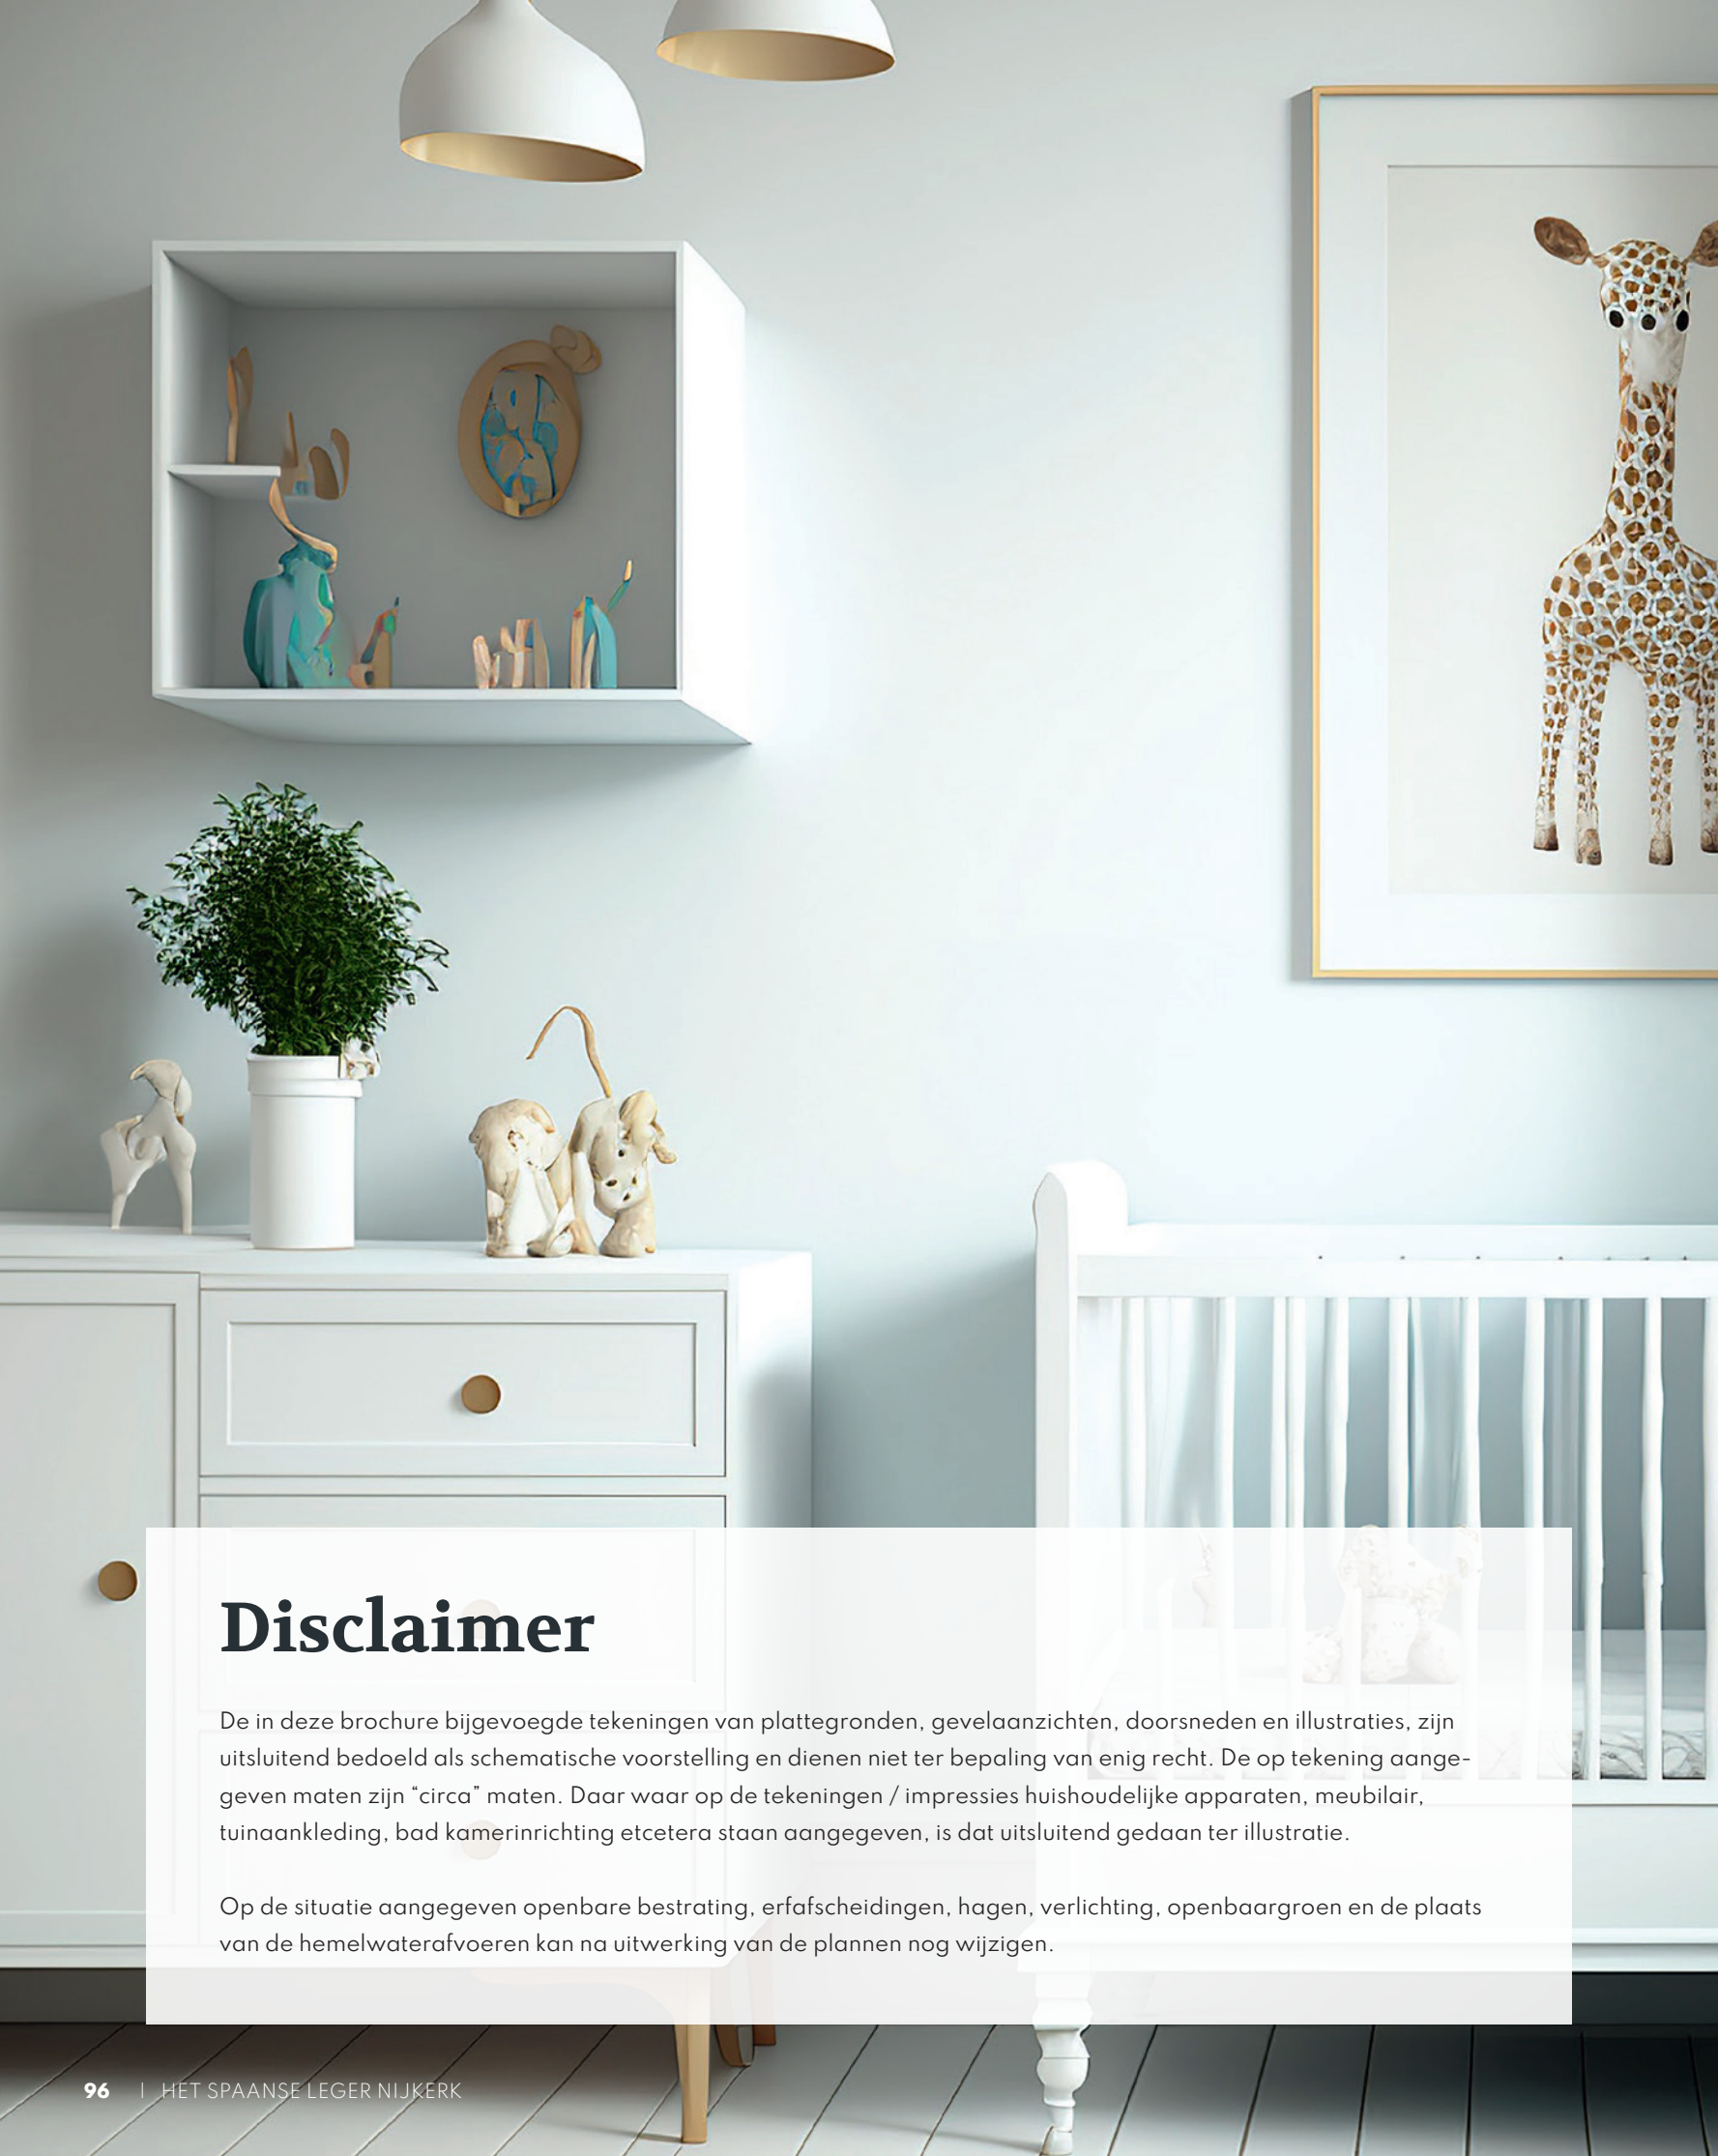 Disclaimer
De in deze brochure bijgevoegde tekeningen van plattegronden, gevelaanzichten, doorsneden en illustraties, zijn
uitsluitend bedoeld als schematische voorstelling en dienen niet ter bepaling van enig recht. De op tekening aange-
geven maten zijn “circa” maten. Daar waar op de tekeningen / impressies huishoudelijke apparaten, meubilair,
tuinaankleding, bad kamerinrichting etcetera staan aangegeven, is dat uitsluitend gedaan ter illustratie.
Op de situatie aangegeven openbare bestrating, erfafscheidingen, hagen, verlichting, openbaargroen en de plaats
van de hemelwaterafvoeren kan na uitwerking van de plannen nog wijzigen.
96 | HET SPAANSE LEGER NIJKERK